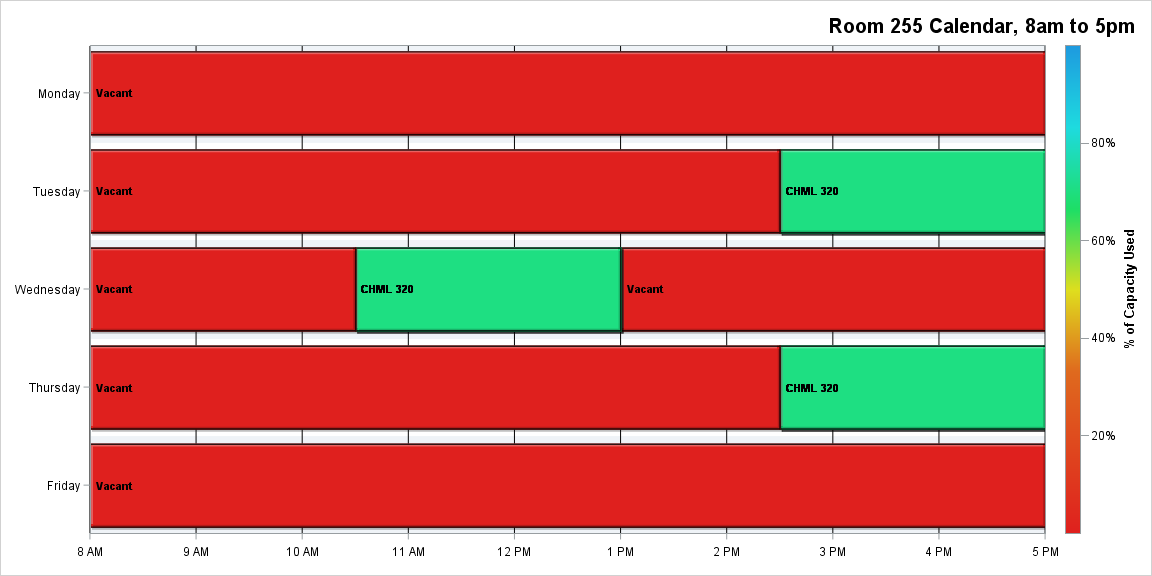 Room 255 Calendar, 8am to 5pm
Monday
Vacant
Tuesday
Vacant
CHML 320
Wednesday
Vacant
CHML 320
Vacant
Thursday
Vacant
CHML 320
Friday
Vacant
8 AM
9 AM
10 AM
11 AM
12 PM
1 PM
2 PM
3 PM
4 PM
5 PM
80%
60%
40%
20%
% of Capacity Used